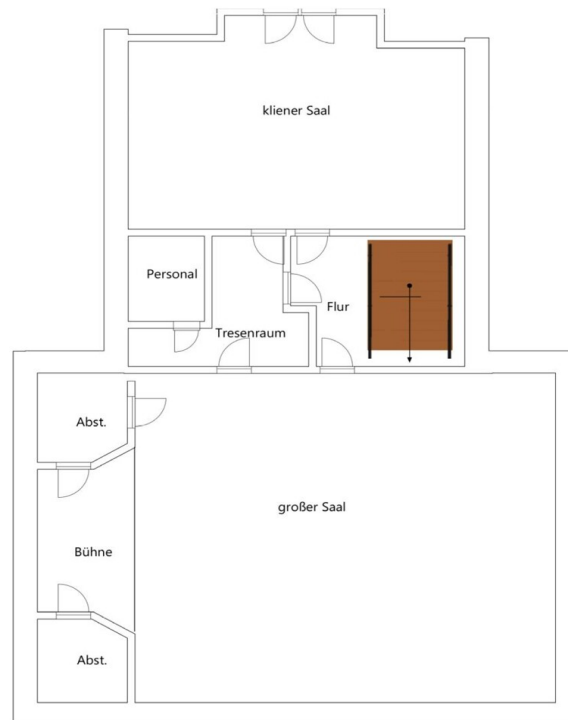 kliener Saal
Personal
Tresenraum
Flur
Abst.
großer Saal
Bühne
Abst.